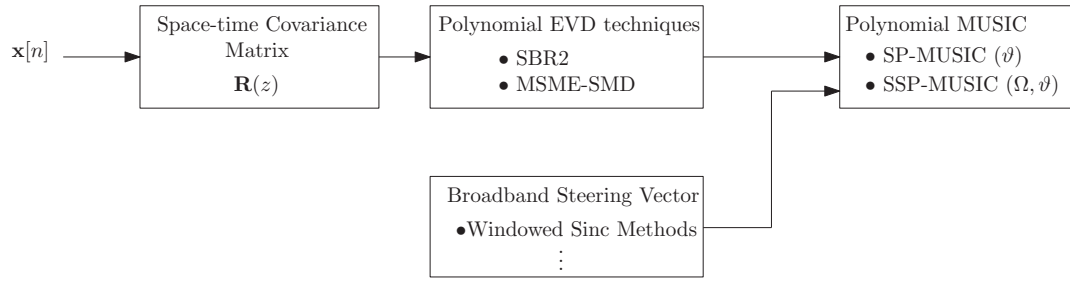 x[n]
Space-time Covariance
Matrix
R(z)
Polynomial EVD techniques
• SBR2
• MSME-SMD
Polynomial MUSIC
• SP-MUSIC (ϑ)
• SSP-MUSIC (Ω, ϑ)
Broadband Steering Vector
•Windowed Sinc Methods
⋮